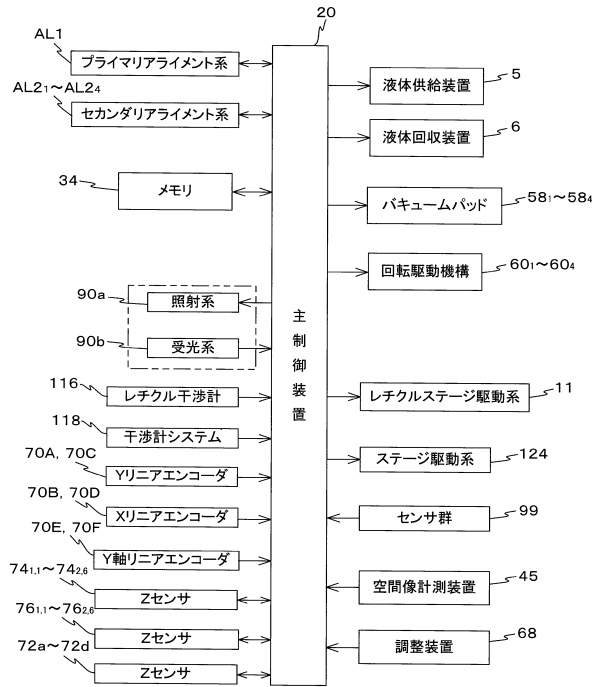 20
AL1
プライマリアライメント系
AL2₁～AL2₄
セカンダリアライメント系
34
メモリ
90a
照射系
90b
受光系
116
レチクル干渉計
118
干渉計システム
70A, 70C
Yリニアエンコーダ
70B, 70D
Xリニアエンコーダ
70E, 70F
Y軸リニアエンコーダ
74₁,₁～74₂,₆
Zセンサ
76₁,₁～76₂,₆
Zセンサ
72a～72d
Zセンサ
主制御装置
液体供給装置
5
液体回収装置
6
バキュームパッド
58₁～58₄
回転駆動機構
60₁～60₄
レチクルステージ駆動系
11
ステージ駆動系
124
センサ群
99
空間像計測装置
45
調整装置
68